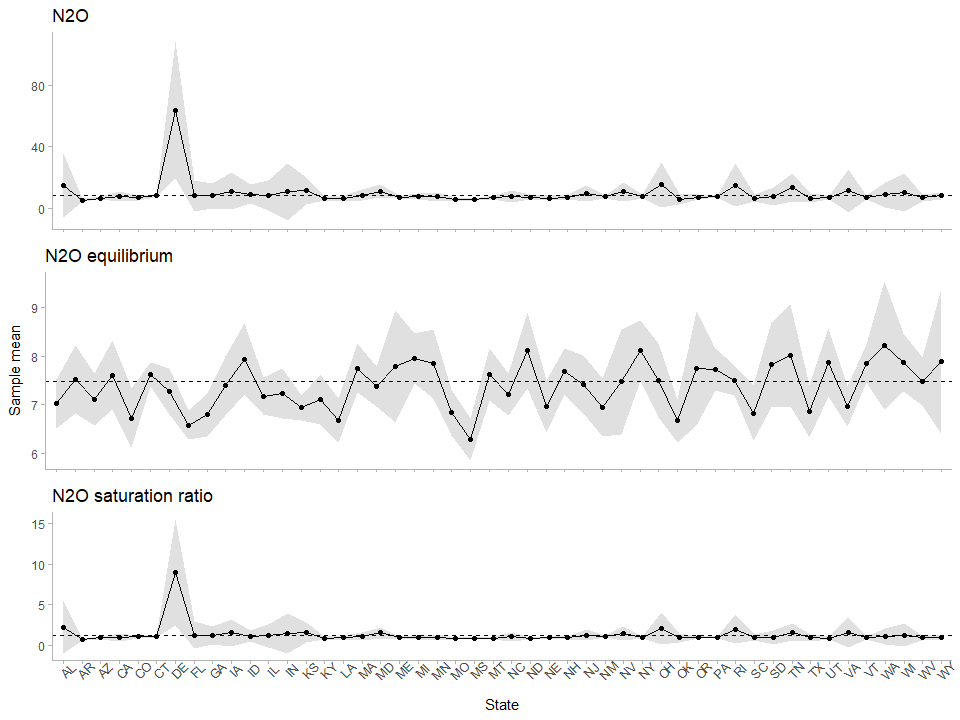 N2O
80
40
0
N2O equilibrium
9
8
7
6
Sample mean
N2O saturation ratio
15
10
5
0
AL AR AZ CA CO CT DE FL GA IA ID IL IN KS KY LA MA MD ME MI MN MO MS MT NC ND NE NH NJ NM NV NY OH OK OR PA RI SC SD TN TX UT VA VT WA WI WV WY
State